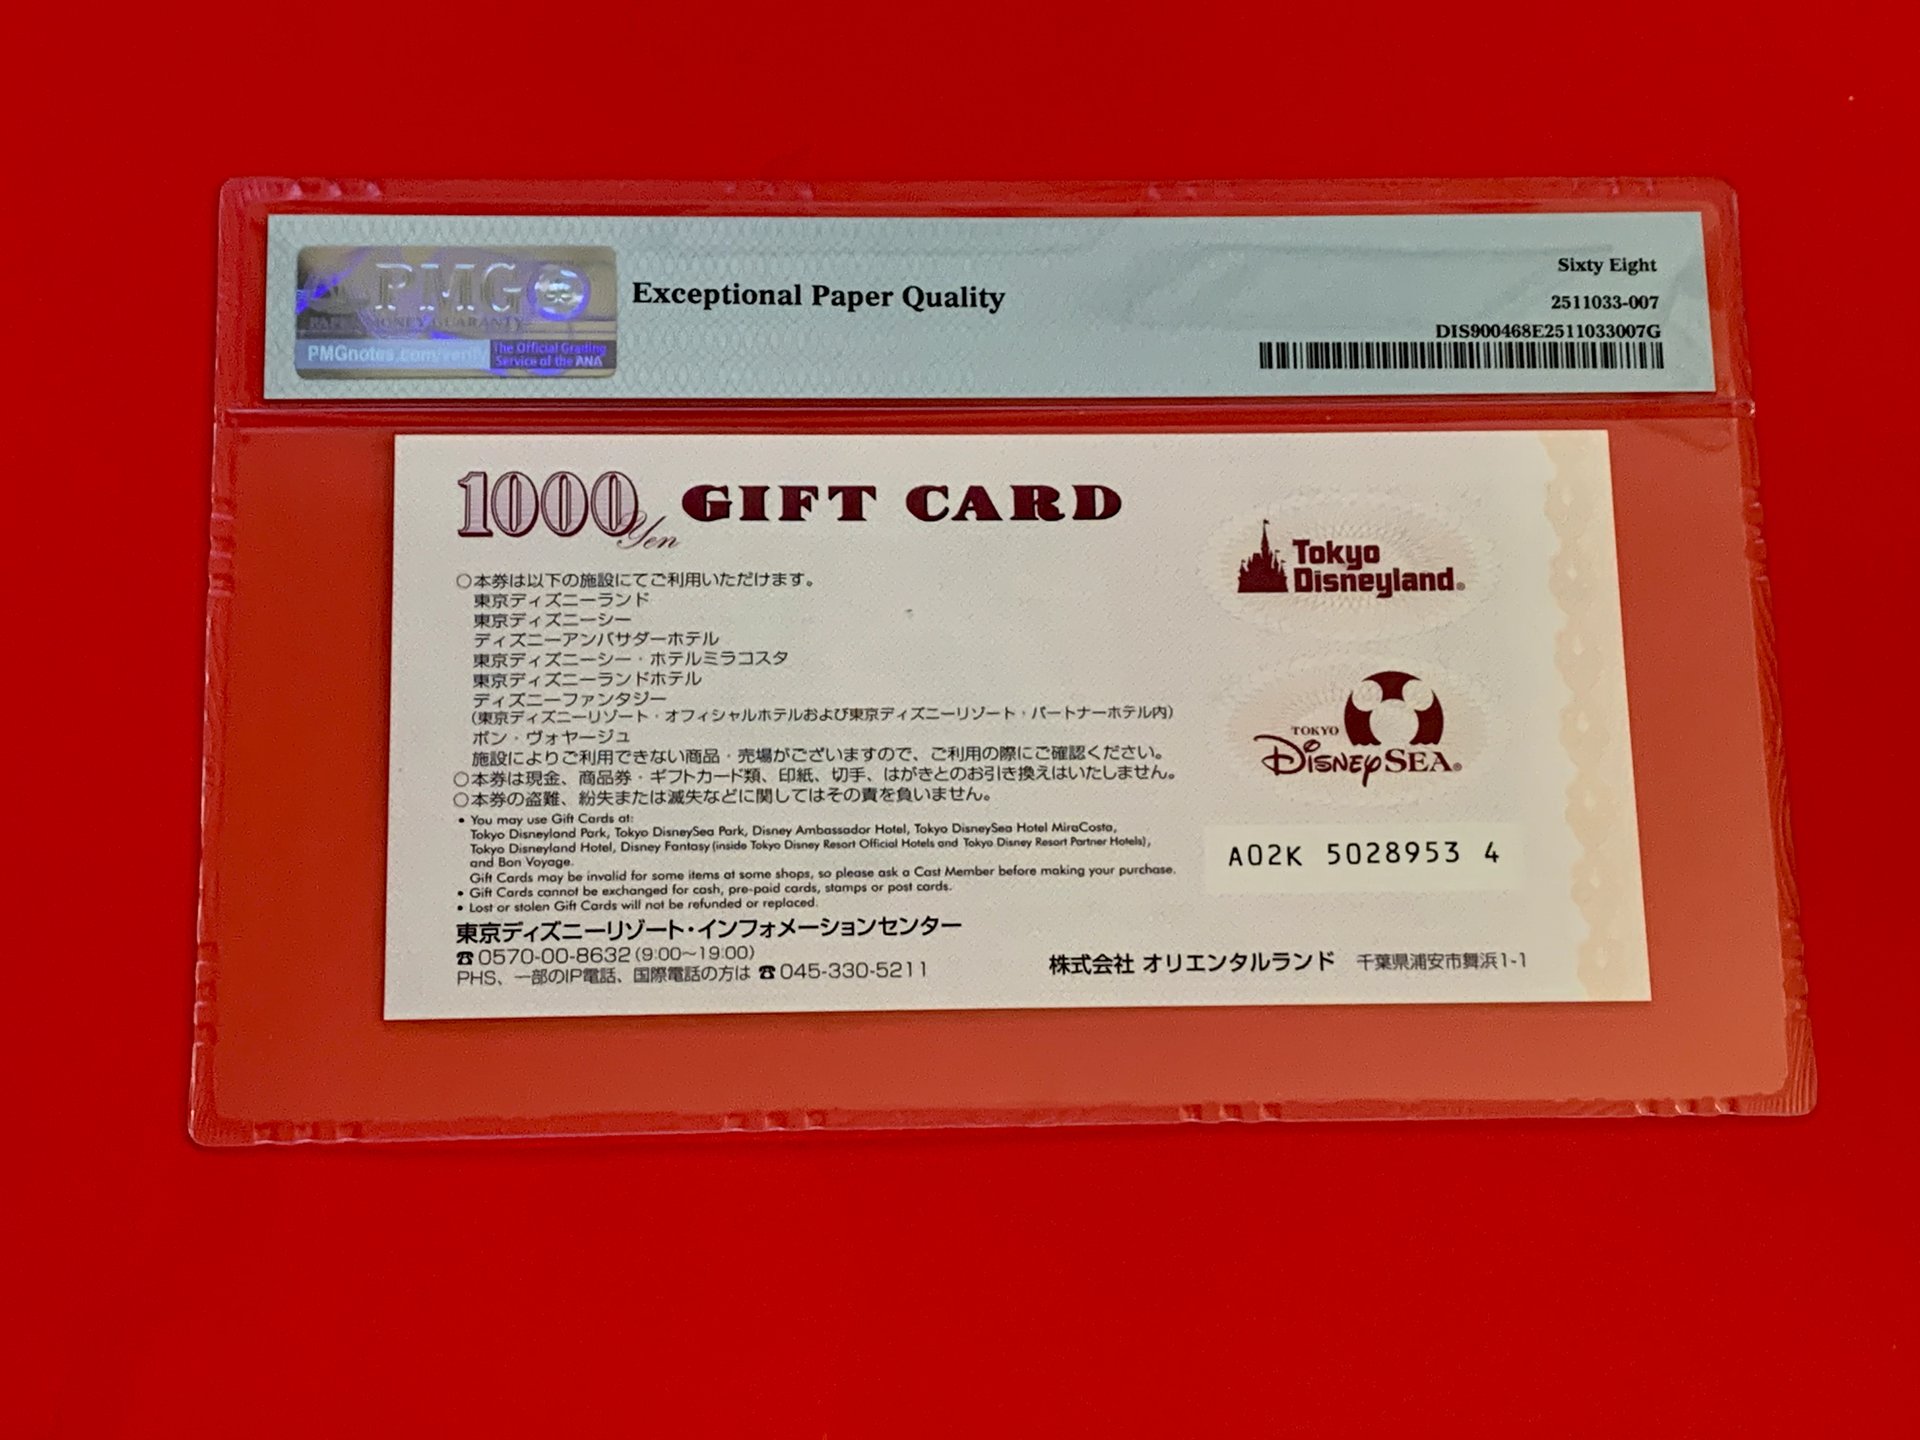 PMG
PAPER MONEY GUARANTY
PMGnotes.com/verify
The Official Grading
Service of the ANA
Exceptional Paper Quality
Sixty Eight
2511033-007
DIS900468E2511033007G
1000 Yen GIFT CARD
○本券は以下の施設にてご利用いただけます。
東京ディズニーランド
東京ディズニーシー
ディズニーアンバサダーホテル
東京ディズニーシー・ホテルミラコスタ
東京ディズニーランドホテル
ディズニーファンタジー
(東京ディズニーリゾート・オフィシャルホテルおよび東京ディズニーリゾート・パートナーホテル内)
ボン・ヴォヤージュ
施設によりご利用できない商品・売場がございますので、ご利用の際にご確認ください。
○本券は現金、商品券・ギフトカード類、印紙、切手、はがきとのお引き換えはいたしません。
○本券の盗難、紛失または滅失などに関してはその責を負いません。
• You may use Gift Cards at:
Tokyo Disneyland Park, Tokyo DisneySea Park, Disney Ambassador Hotel, Tokyo DisneySea Hotel MiraCosta,
Tokyo Disneyland Hotel, Disney Fantasy (inside Tokyo Disney Resort Official Hotels and Tokyo Disney Resort Partner Hotels),
and Bon Voyage.
Gift Cards may be invalid for some items at some shops, so please ask a Cast Member before making your purchase.
• Gift Cards cannot be exchanged for cash, pre-paid cards, stamps or post cards.
• Lost or stolen Gift Cards will not be refunded or replaced.
東京ディズニーリゾート・インフォメーションセンター
☎0570-00-8632(9:00~19:00)
PHS、一部のIP電話、国際電話の方は ☎045-330-5211
Tokyo
Disneyland®
TOKYO
DISNEYSEA®
A02K 5028953 4
株式会社 オリエンタルランド 千葉県浦安市舞浜1-1